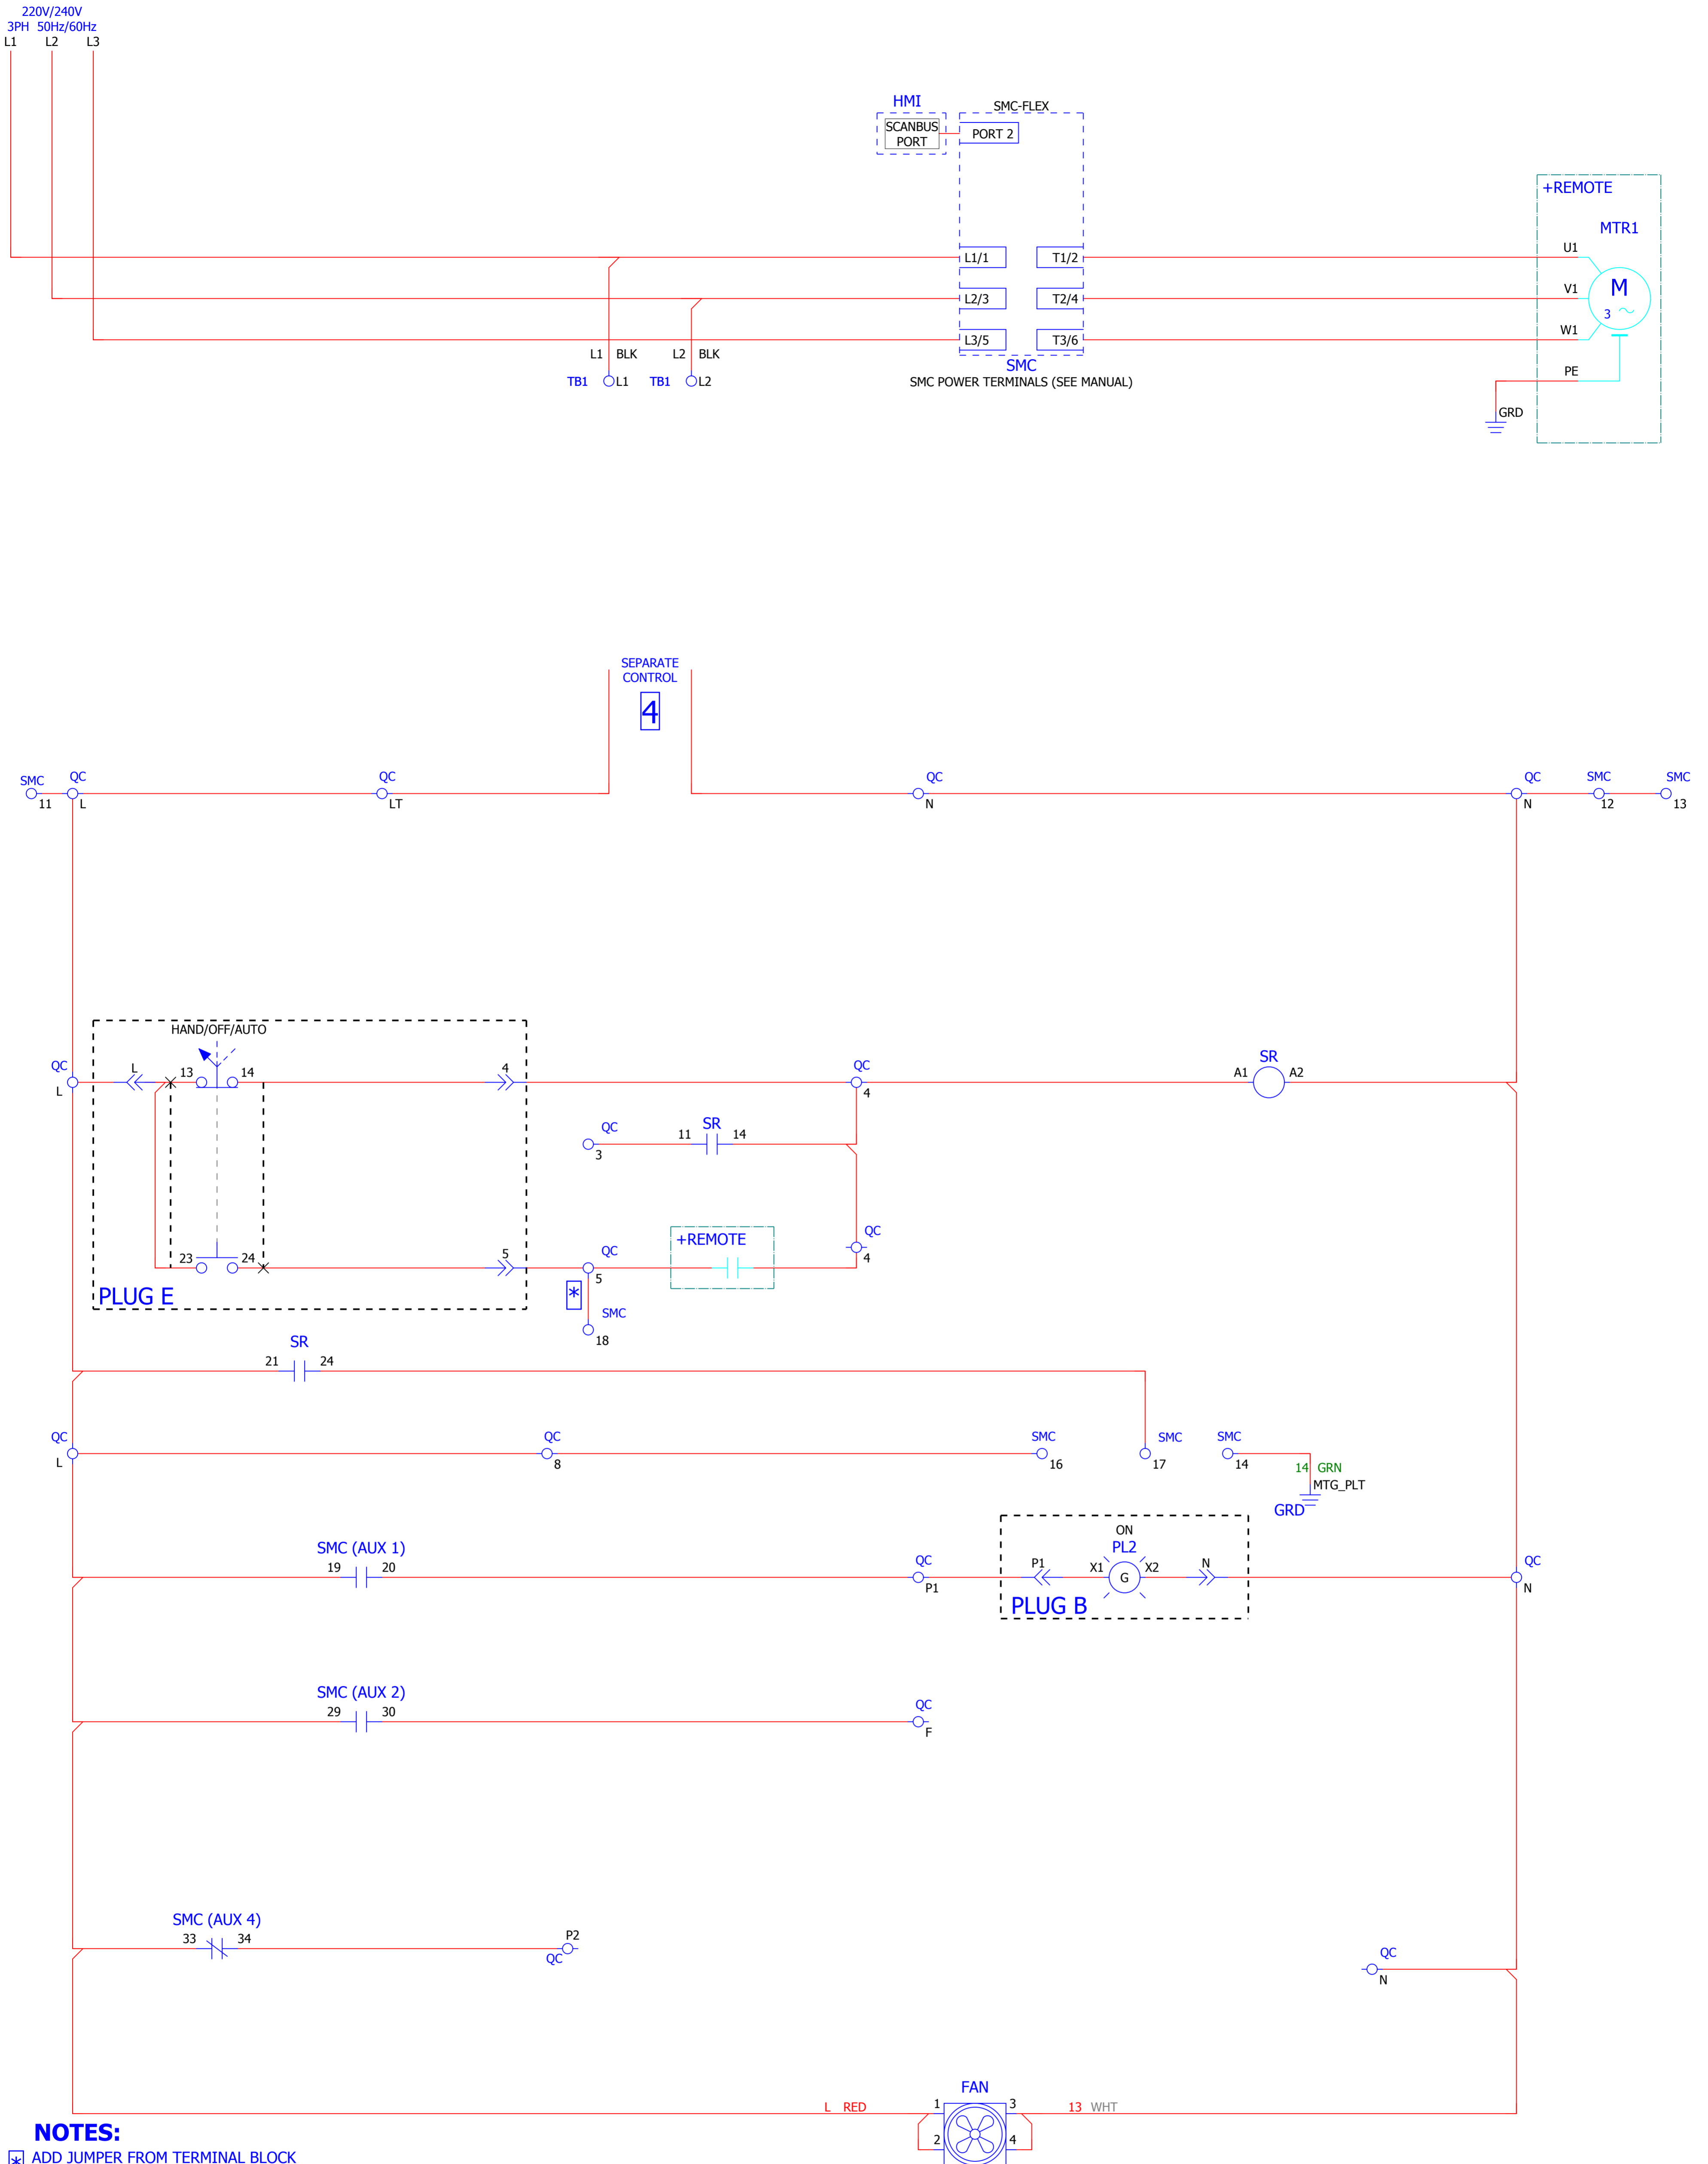 220V/240V
3PH 50Hz/60Hz
L1 L2 L3
HMI
SCANBUS
PORT
SMC-FLEX
PORT 2
+REMOTE
MTR1
L1/1 T1/2 U1
L2/3 T2/4 V1 M
3
L3/5 T3/6 W1
L1 BLK L2 BLK
SMC
PE
TB1 L1 TB1 L2
SMC POWER TERMINALS (SEE MANUAL)
GRD
SEPARATE
CONTROL
4
SMC QC QC QC QC SMC SMC
11 L LT N N 12 13
HAND/OFF/AUTO
QC L 13 14 4 QC SR
A1 A2
L 4
QC SR
11 14
3
QC
+REMOTE
4
23 24 5 QC
5
*
PLUG E
SMC
18
SR
21 24
QC QC SMC SMC SMC
L 8 16 17 14
14 GRN
MTG_PLT
GRD
ON
SMC (AUX 1) PL2
19 20 QC P1 X1 G X2 N QC
P1 N
PLUG B
SMC (AUX 2)
29 30 QC
F
SMC (AUX 4)
33 34 P2
QC
QC
N
FAN
L RED 1 3 13 WHT
2 4
NOTES:
* ADD JUMPER FROM TERMINAL BLOCK